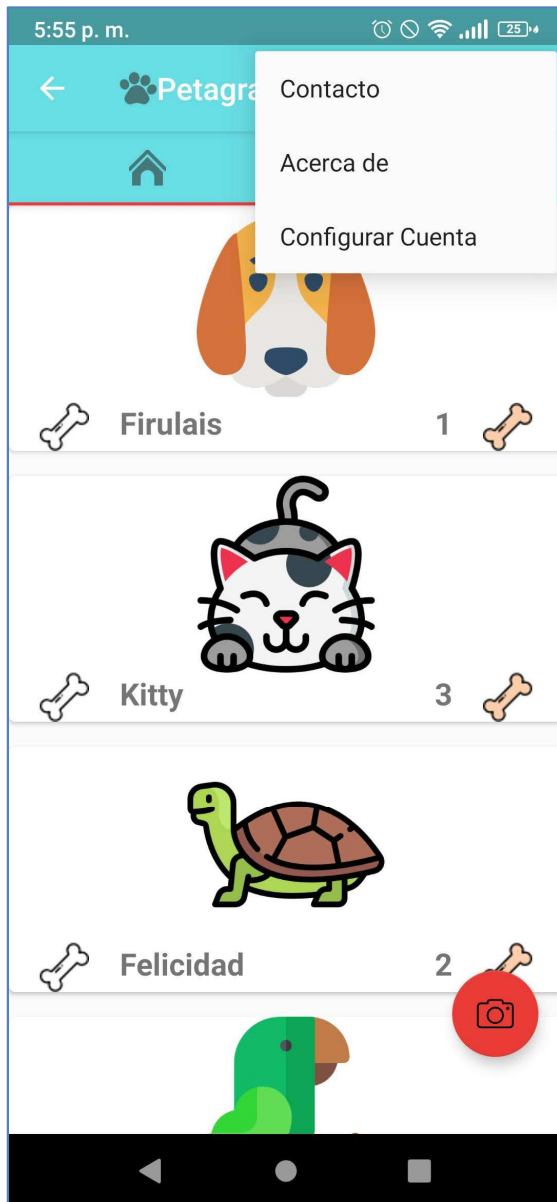 5:55 p. m.
25
Petagra
Contacto
Acerca de
Configurar Cuenta
Firulais 1
Kitty 3
Felicidad 2